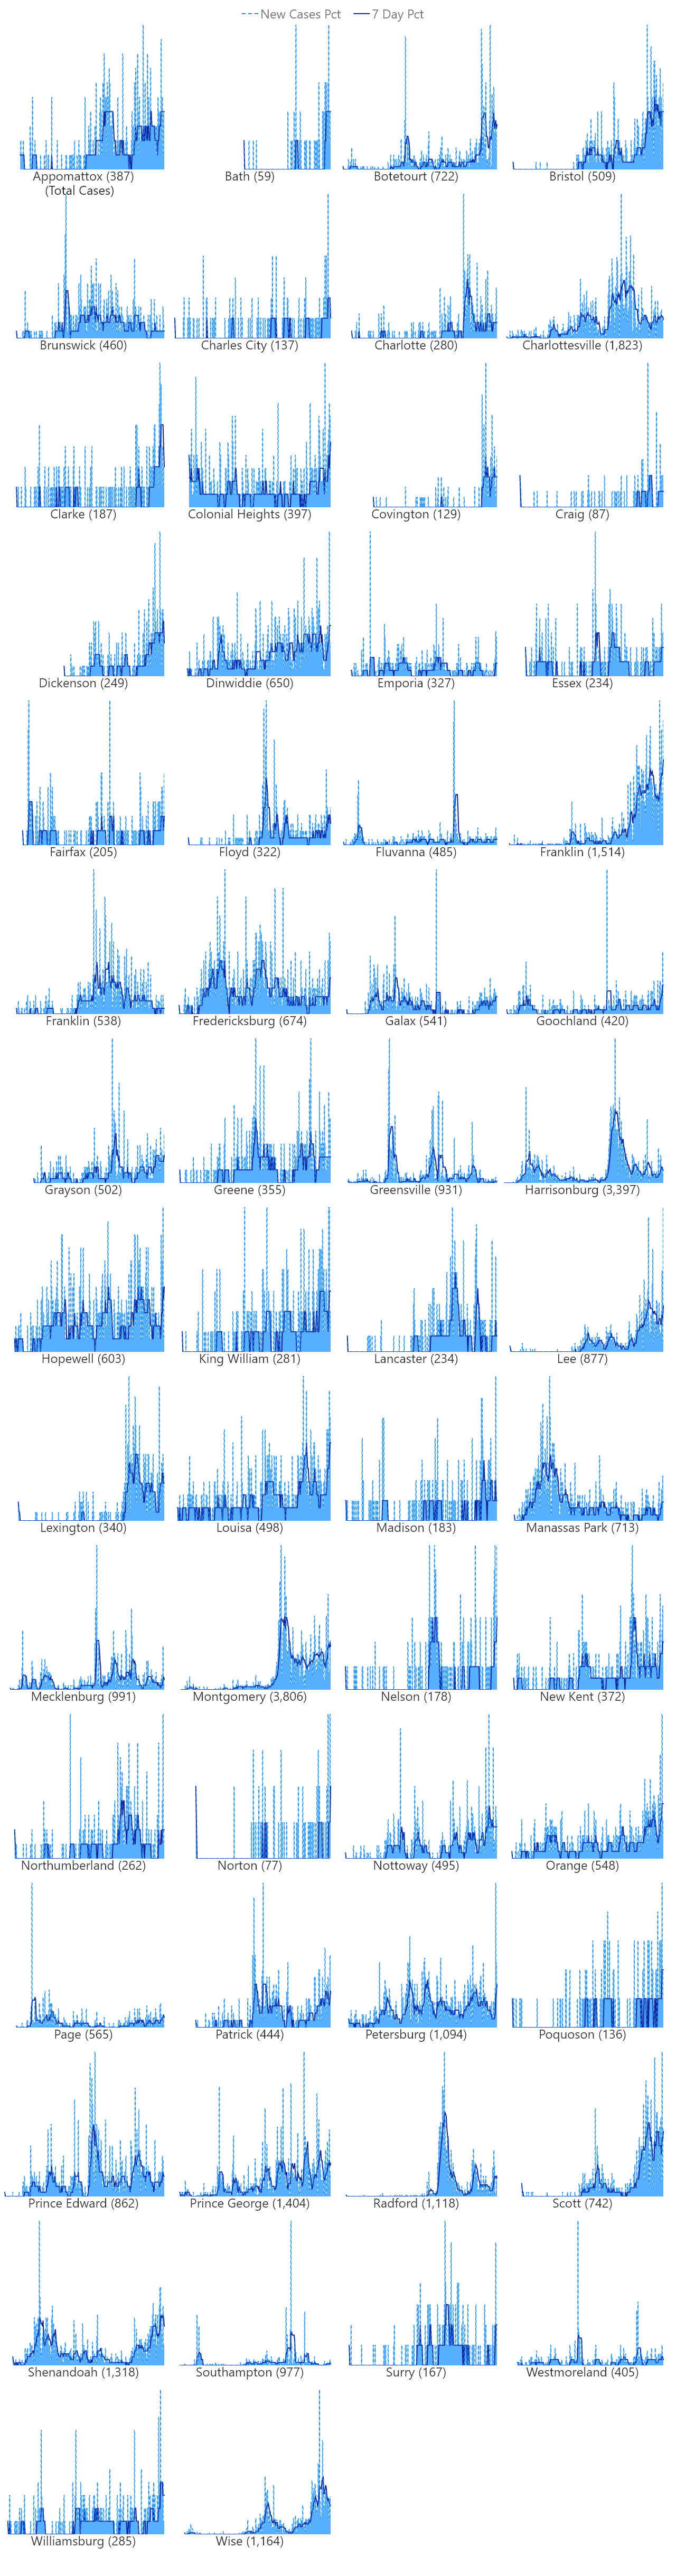 New Cases Pct 7 Day Pct
Appomattox (387) Bath (59) Botetourt (722) Bristol (509)
(Total Cases)
Brunswick (460) Charles City (137) Charlotte (280) Charlottesville (1,823)
Clarke (187) Colonial Heights (397) Covington (129) Craig (87)
Dickenson (249) Dinwiddie (650) Emporia (327) Essex (234)
Fairfax (205) Floyd (322) Fluvanna (485) Franklin (1,514)
Franklin (538) Fredericksburg (674) Galax (541) Goochland (420)
Grayson (502) Greene (355) Greensville (931) Harrisonburg (3,397)
Hopewell (603) King William (281) Lancaster (234) Lee (877)
Lexington (340) Louisa (498) Madison (183) Manassas Park (713)
Mecklenburg (991) Montgomery (3,806) Nelson (178) New Kent (372)
Northumberland (262) Norton (77) Nottoway (495) Orange (548)
Page (565) Patrick (444) Petersburg (1,094) Poquoson (136)
Prince Edward (862) Prince George (1,404) Radford (1,118) Scott (742)
Shenandoah (1,318) Southampton (977) Surry (167) Westmoreland (405)
Williamsburg (285) Wise (1,164)